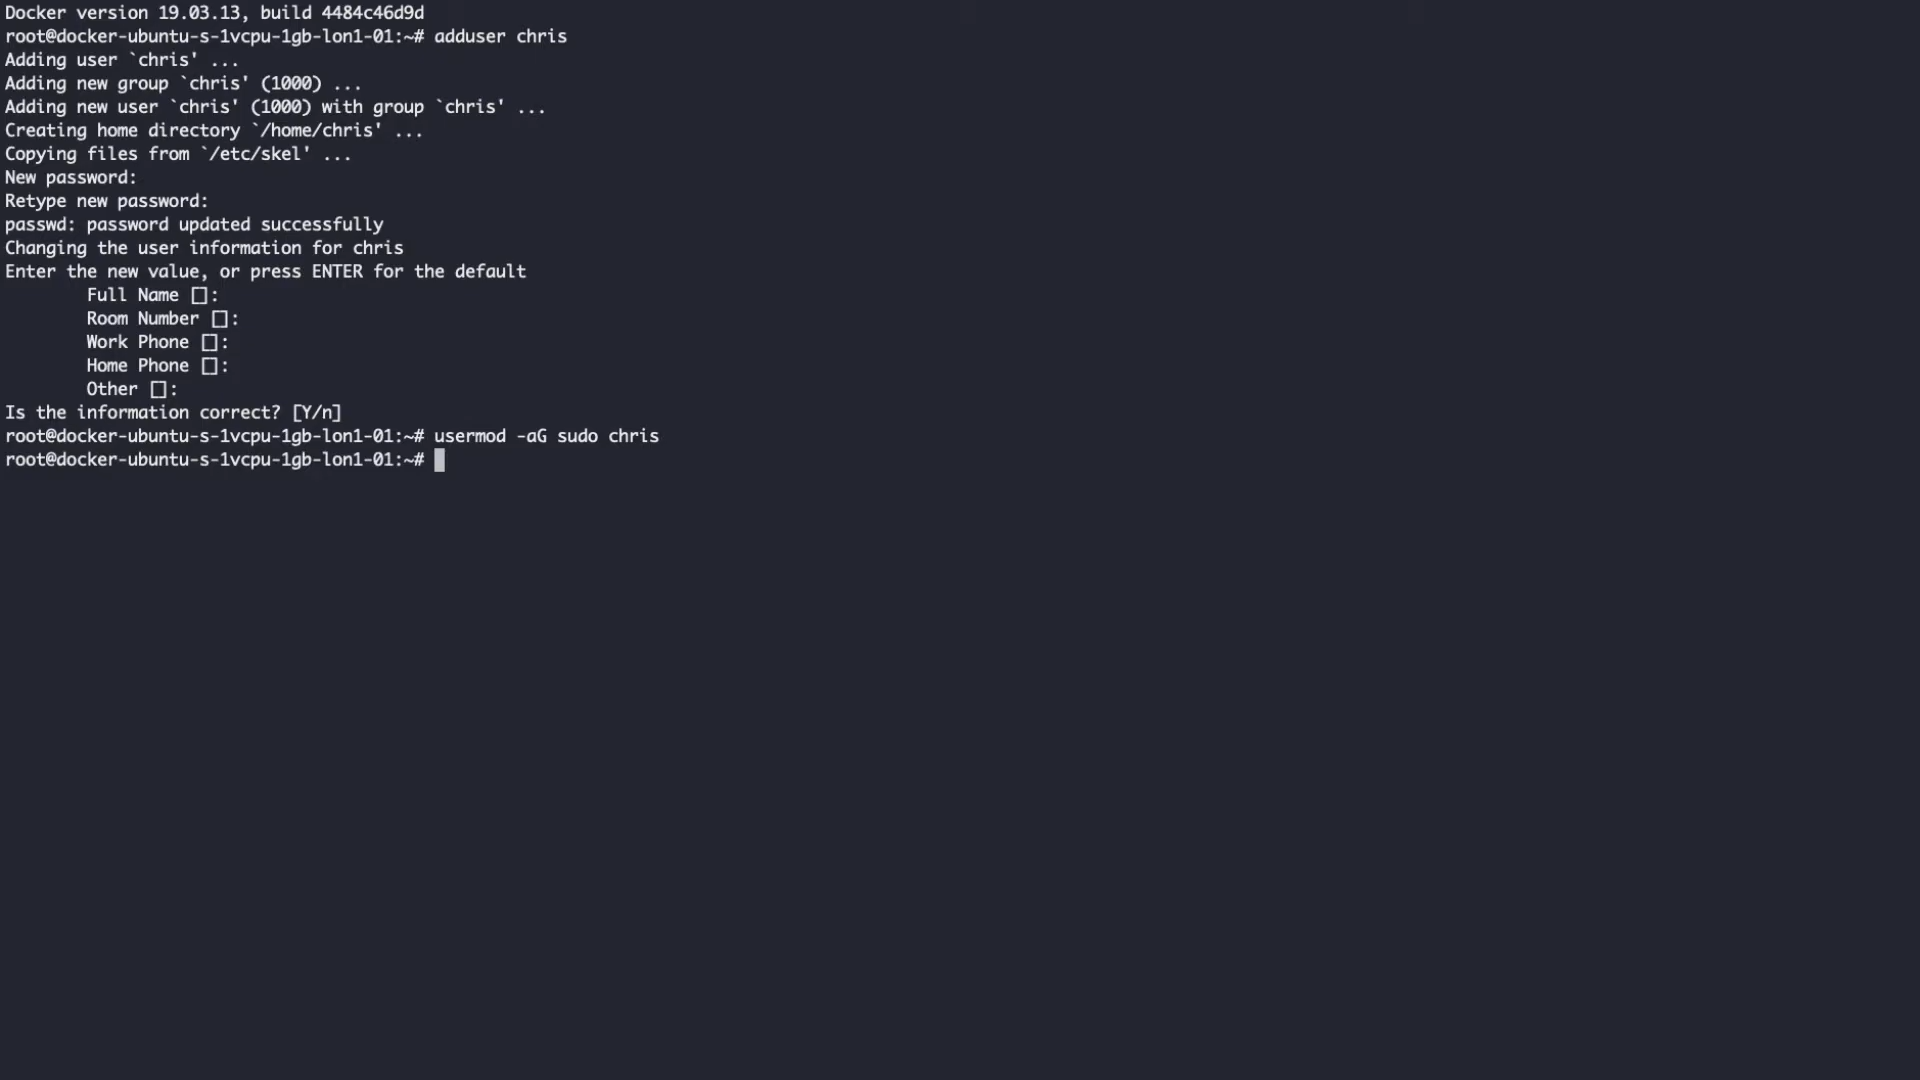 Docker version 19.03.13, build 4484c46d9d
root@docker-ubuntu-s-1vcpu-1gb-lon1-01:~# adduser chris
Adding user `chris' ...
Adding new group `chris' (1000) ...
Adding new user `chris' (1000) with group `chris' ...
Creating home directory `/home/chris' ...
Copying files from `/etc/skel' ...
New password:
Retype new password:
passwd: password updated successfully
Changing the user information for chris
Enter the new value, or press ENTER for the default
        Full Name []:
        Room Number []:
        Work Phone []:
        Home Phone []:
        Other []:
Is the information correct? [Y/n]
root@docker-ubuntu-s-1vcpu-1gb-lon1-01:~# usermod -aG sudo chris
root@docker-ubuntu-s-1vcpu-1gb-lon1-01:~#